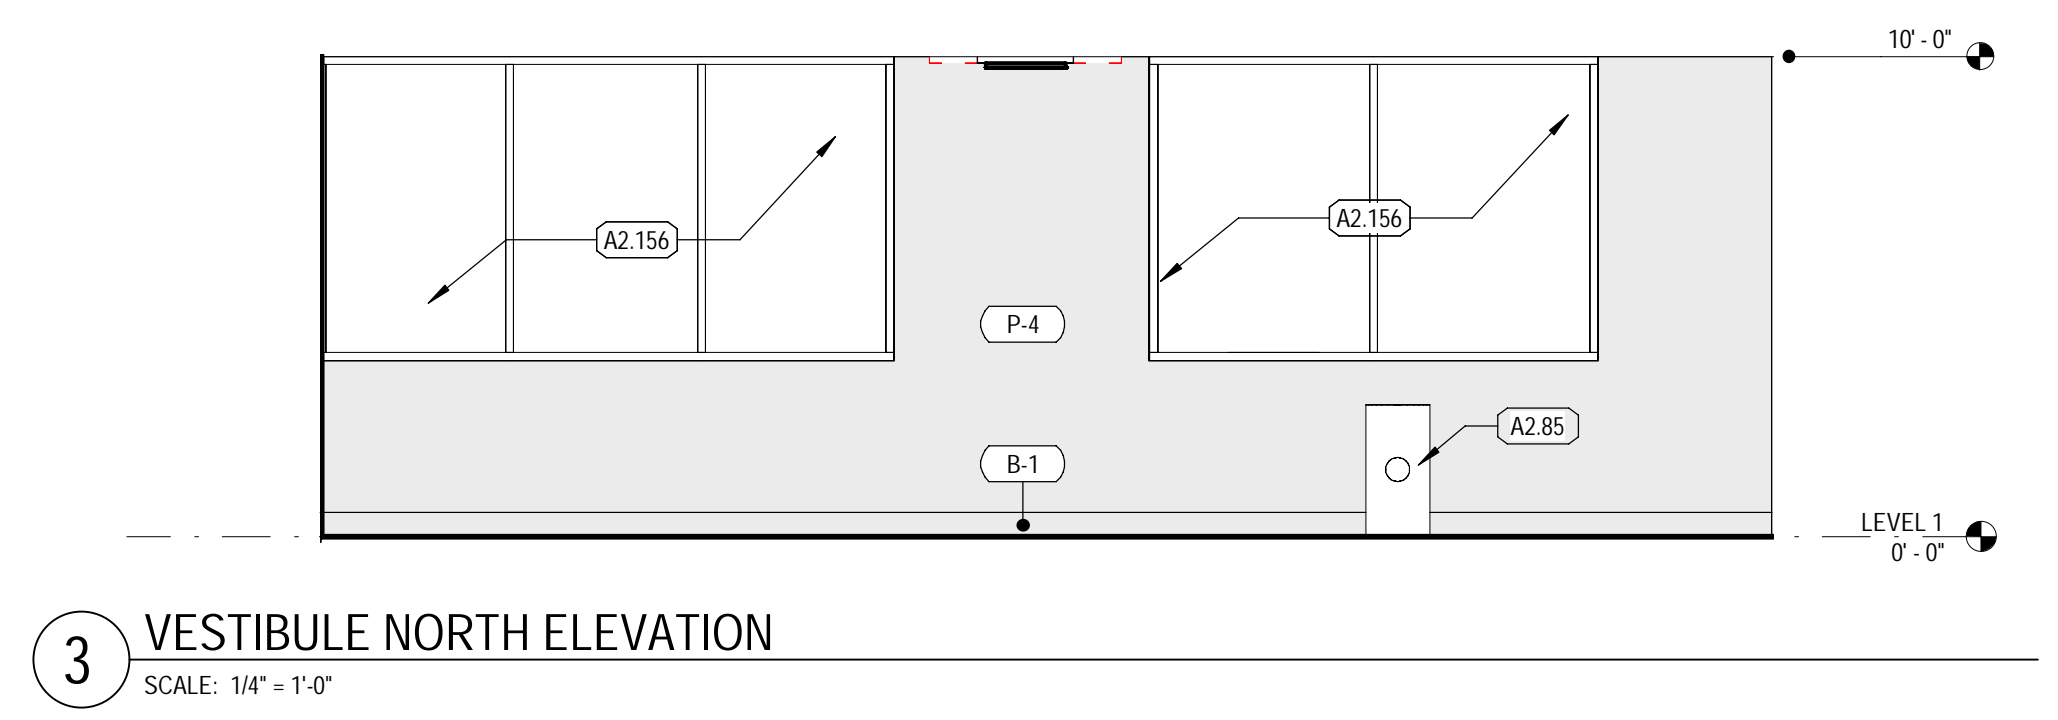 10' - 0"
A2.156
A2.156
P-4
A2.85
B-1
LEVEL 1
0' - 0"
3
VESTIBULE NORTH ELEVATION
SCALE: 1/4" = 1'-0"